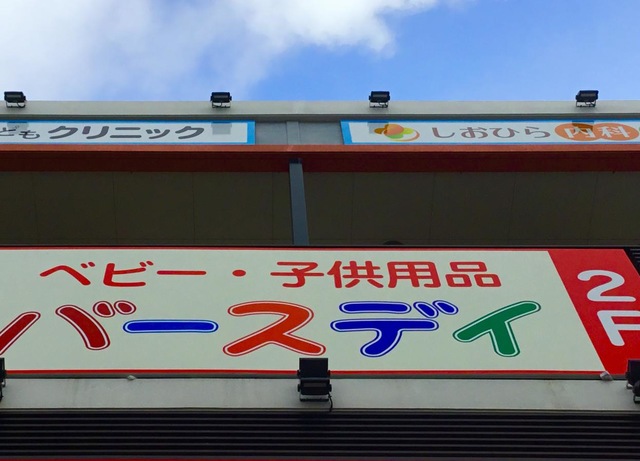 ども クリニック
しおひら 内科
ベビー・子供用品
バースデイ
2F